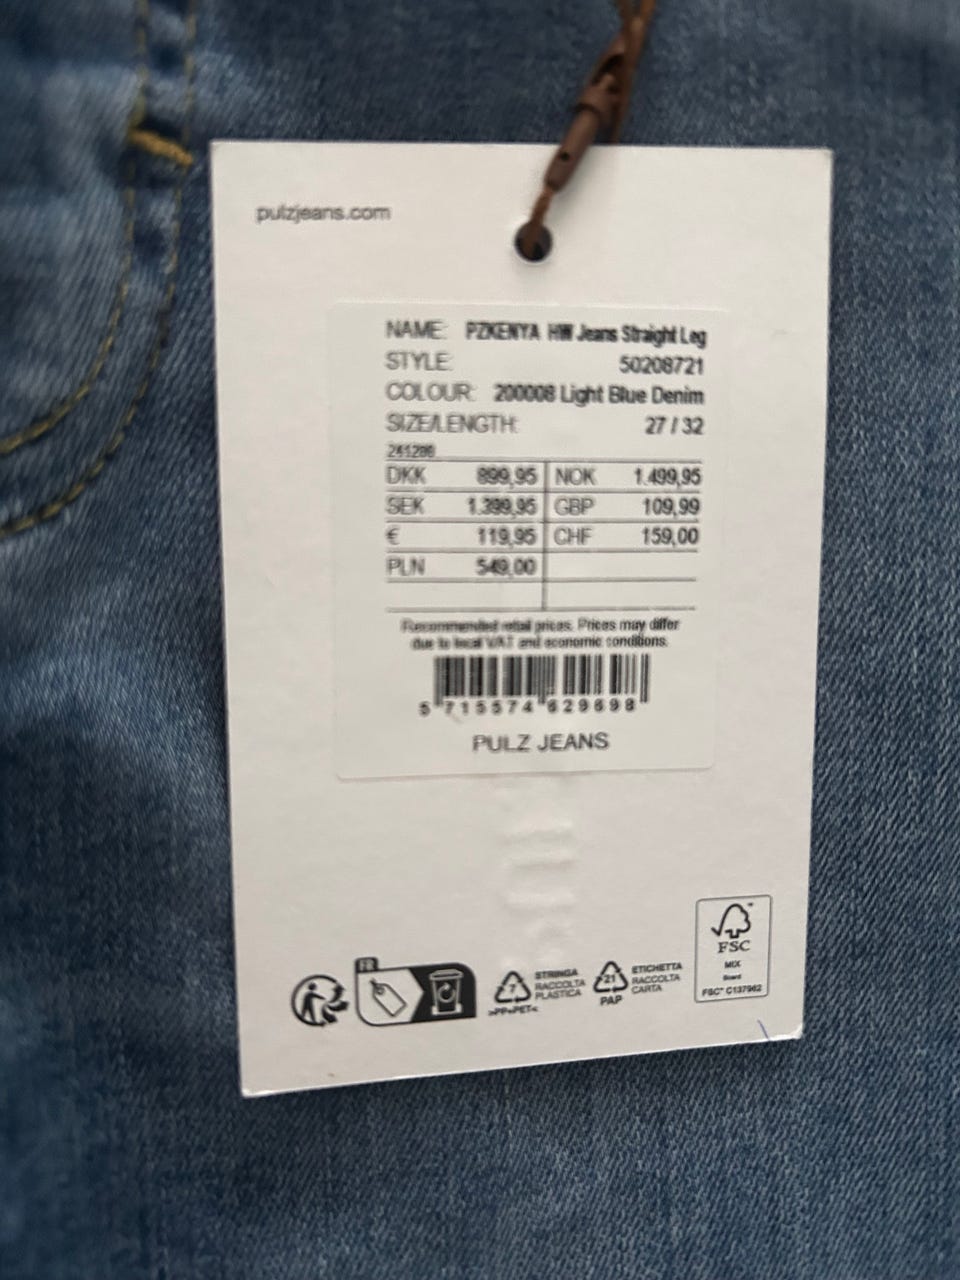 pulzjeans.com
NAME: PZKENYA HW Jeans Straight Leg
STYLE: 50208721
COLOUR: 200008 Light Blue Denim
SIZE/LENGTH: 27 / 32
DKK 899,95 NOK 1.499,95
SEK 1.399,95 GBP 109,99
€ 119,95 CHF 159,00
PLN 549,00
Recommended retail prices. Prices may differ
due to local VAT and economic conditions.
5 715574 629698
PULZ JEANS
FR
7
STRINGA
RACCOLTA
PLASTICA
>PP+PET<
21
PAP
ETICHETTA
RACCOLTA
CARTA
FSC
MIX
Board
FSC® C137962